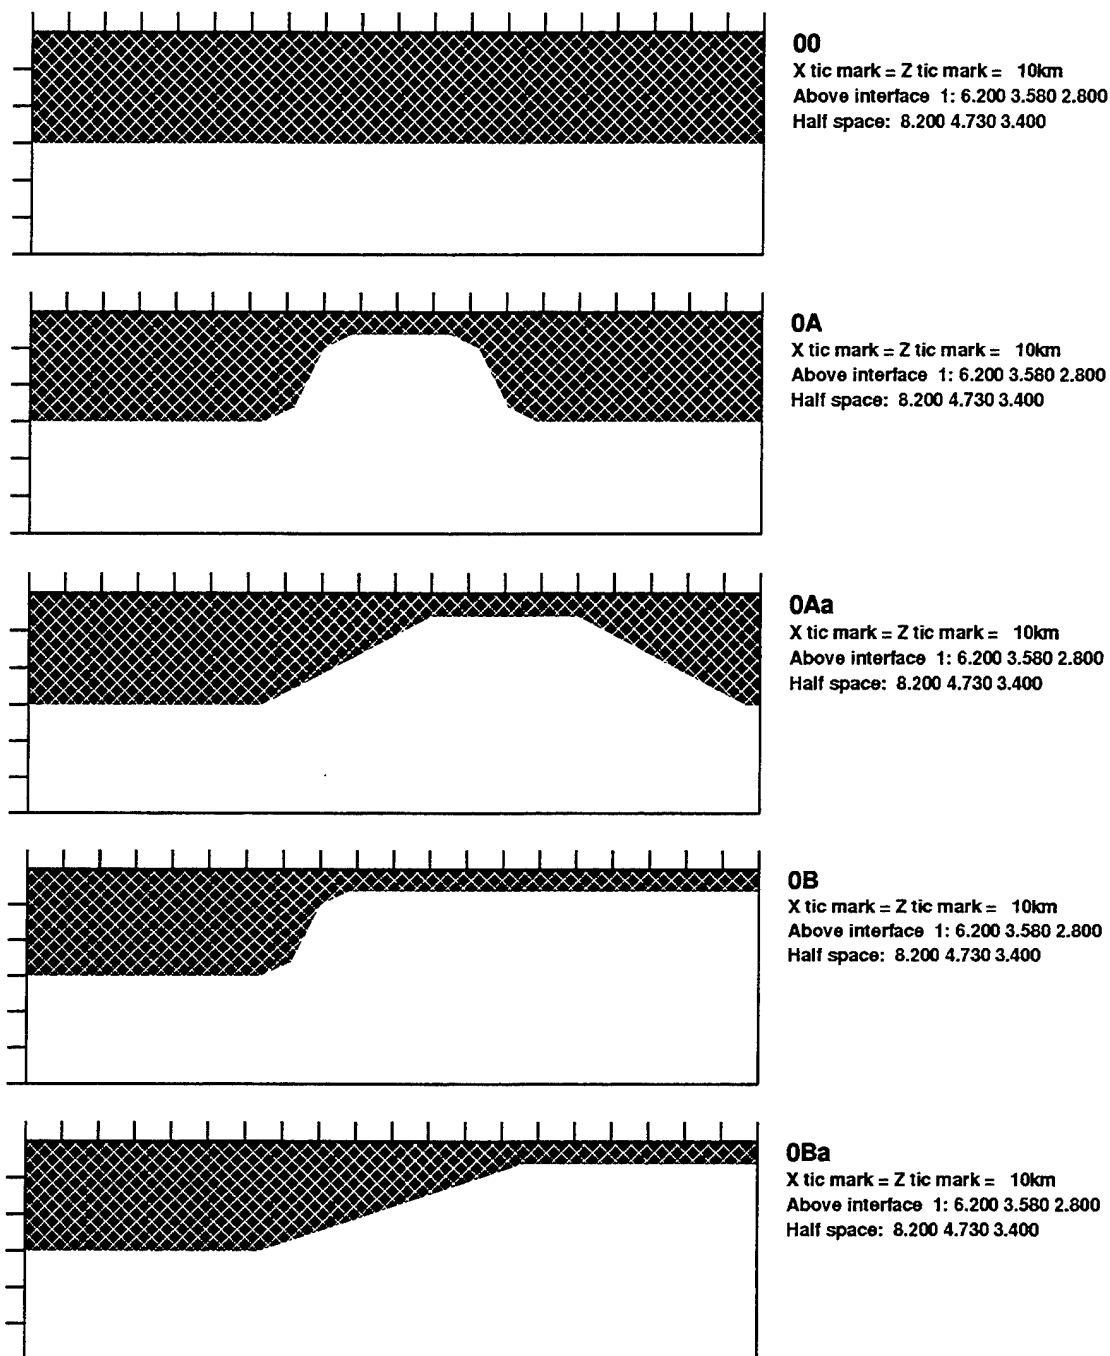 00
X tic mark = Z tic mark = 10km
Above interface 1: 6.200 3.580 2.800
Half space: 8.200 4.730 3.400
0A
X tic mark = Z tic mark = 10km
Above interface 1: 6.200 3.580 2.800
Half space: 8.200 4.730 3.400
0Aa
X tic mark = Z tic mark = 10km
Above interface 1: 6.200 3.580 2.800
Half space: 8.200 4.730 3.400
0B
X tic mark = Z tic mark = 10km
Above interface 1: 6.200 3.580 2.800
Half space: 8.200 4.730 3.400
0Ba
X tic mark = Z tic mark = 10km
Above interface 1: 6.200 3.580 2.800
Half space: 8.200 4.730 3.400